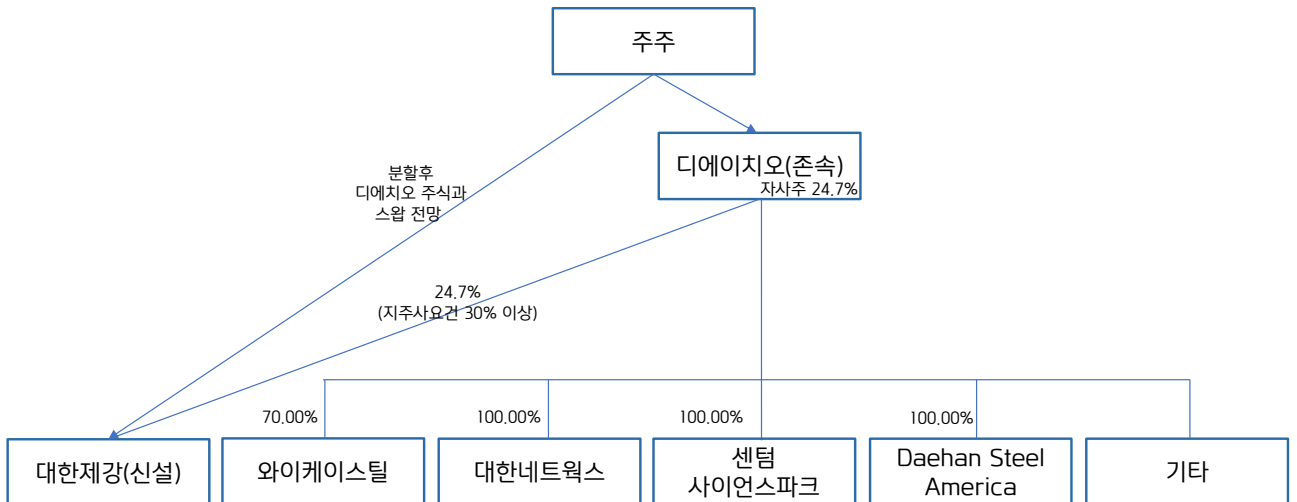 주주
디에이치오(존속)
자사주 24.7%
분할후
디에치오 주식과
스왑 전망
24.7%
(지주사요건 30% 이상)
70.00%
100.00%
100.00%
100.00%
대한제강(신설)
와이케이스틸
대한네트웍스
센텀
사이언스파크
Daehan Steel
America
기타